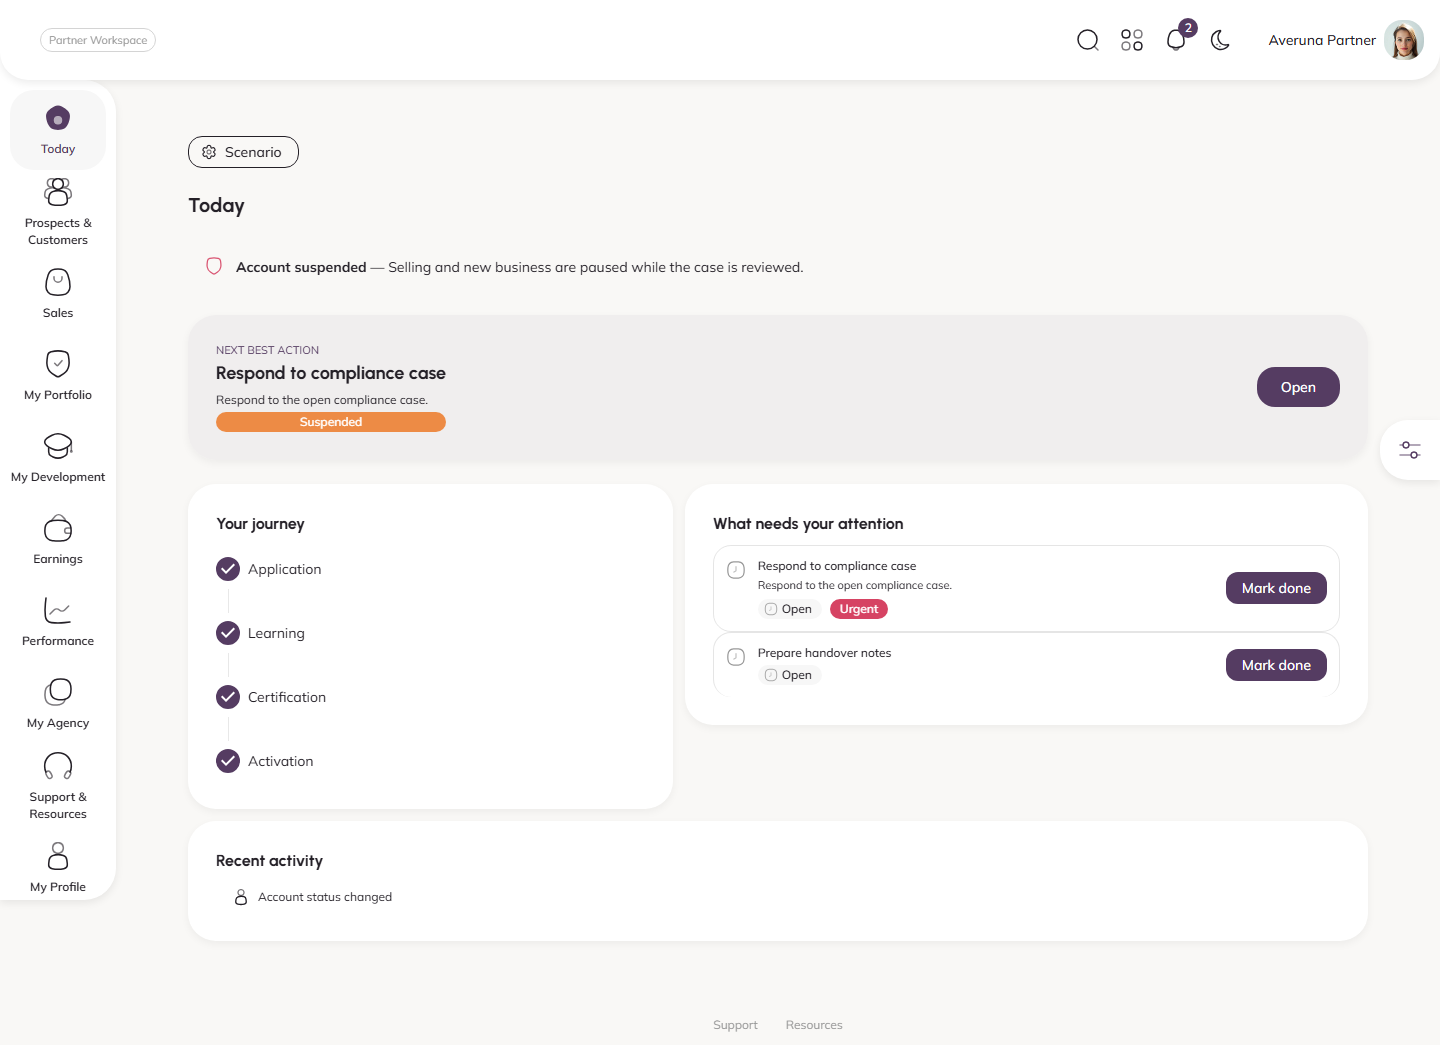 Partner Workspace
2
Averuna Partner
Today
Prospects &
Customers
Sales
My Portfolio
My Development
Earnings
Performance
My Agency
Support &
Resources
My Profile
Scenario
Today
Account suspended — Selling and new business are paused while the case is reviewed.
NEXT BEST ACTION
Respond to compliance case
Respond to the open compliance case.
Suspended
Open
Your journey
Application
Learning
Certification
Activation
What needs your attention
Respond to compliance case
Respond to the open compliance case.
Open
Urgent
Mark done
Prepare handover notes
Open
Mark done
Recent activity
Account status changed
Support
Resources